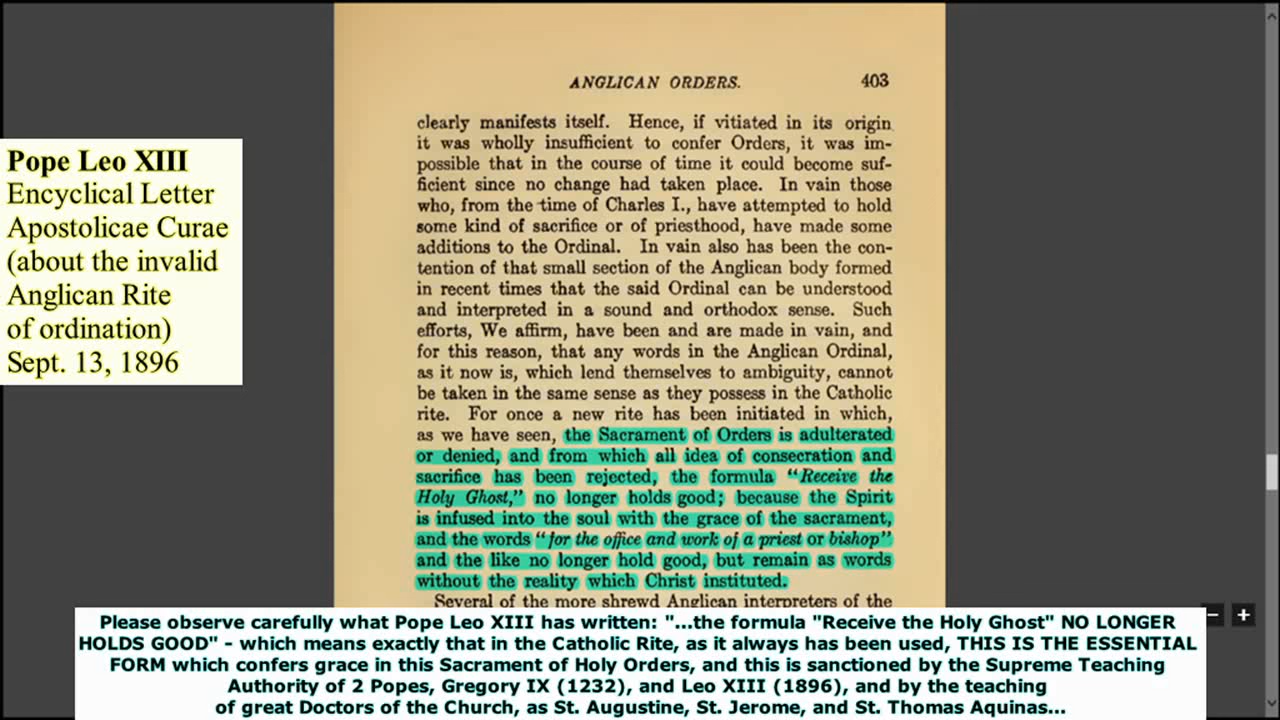 ANGLICAN ORDERS. 403
clearly manifests itself. Hence, if vitiated in its origin
it was wholly insufficient to confer Orders, it was im-
possible that in the course of time it could become suf-
ficient since no change had taken place. In vain those
who, from the time of Charles I., have attempted to hold
some kind of sacrifice or of priesthood, have made some
additions to the Ordinal. In vain also has been the con-
tention of that small section of the Anglican body formed
in recent times that the said Ordinal can be understood
and interpreted in a sound and orthodox sense. Such
efforts, We affirm, have been and are made in vain, and
for this reason, that any words in the Anglican Ordinal,
as it now is, which lend themselves to ambiguity, cannot
be taken in the same sense as they possess in the Catholic
rite. For once a new rite has been initiated in which,
as we have seen, the Sacrament of Orders is adulterated
or denied, and from which all idea of consecration and
sacrifice has been rejected, the formula “Receive the
Holy Ghost,” no longer holds good; because the Spirit
is infused into the soul with the grace of the sacrament,
and the words “for the office and work of a priest or bishop”
and the like no longer hold good, but remain as words
without the reality which Christ instituted.
Several of the more shrewd Anglican interpreters of the
Pope Leo XIII
Encyclical Letter
Apostolicae Curae
(about the invalid
Anglican Rite
of ordination)
Sept. 13, 1896
Please observe carefully what Pope Leo XIII has written: "...the formula "Receive the Holy Ghost" NO LONGER
HOLDS GOOD" - which means exactly that in the Catholic Rite, as it always has been used, THIS IS THE ESSENTIAL
FORM which confers grace in this Sacrament of Holy Orders, and this is sanctioned by the Supreme Teaching
Authority of 2 Popes, Gregory IX (1232), and Leo XIII (1896), and by the teaching
of great Doctors of the Church, as St. Augustine, St. Jerome, and St. Thomas Aquinas...